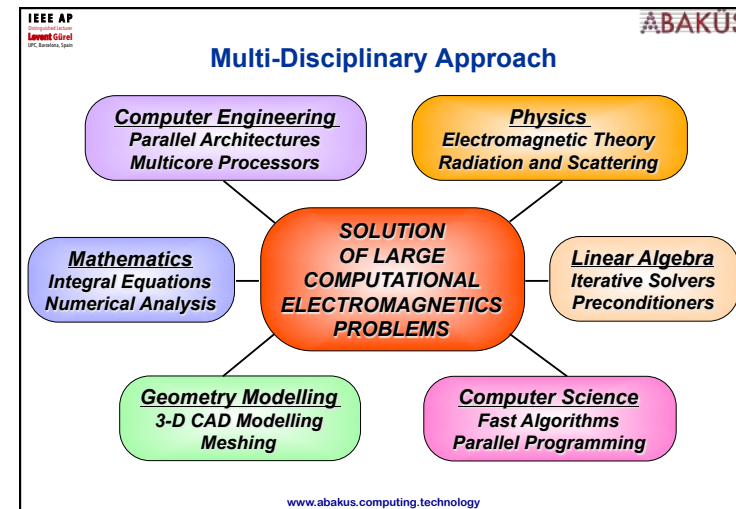 IEEE AP
Distinguished Lecturer
Levent Gürel
UPC, Barcelona, Spain
ABAKÜS
Multi-Disciplinary Approach
Computer Engineering
Parallel Architectures
Multicore Processors
Physics
Electromagnetic Theory
Radiation and Scattering
Mathematics
Integral Equations
Numerical Analysis
SOLUTION
OF LARGE
COMPUTATIONAL
ELECTROMAGNETICS
PROBLEMS
Linear Algebra
Iterative Solvers
Preconditioners
Geometry Modelling
3-D CAD Modelling
Meshing
Computer Science
Fast Algorithms
Parallel Programming
www.abakus.computing.technology